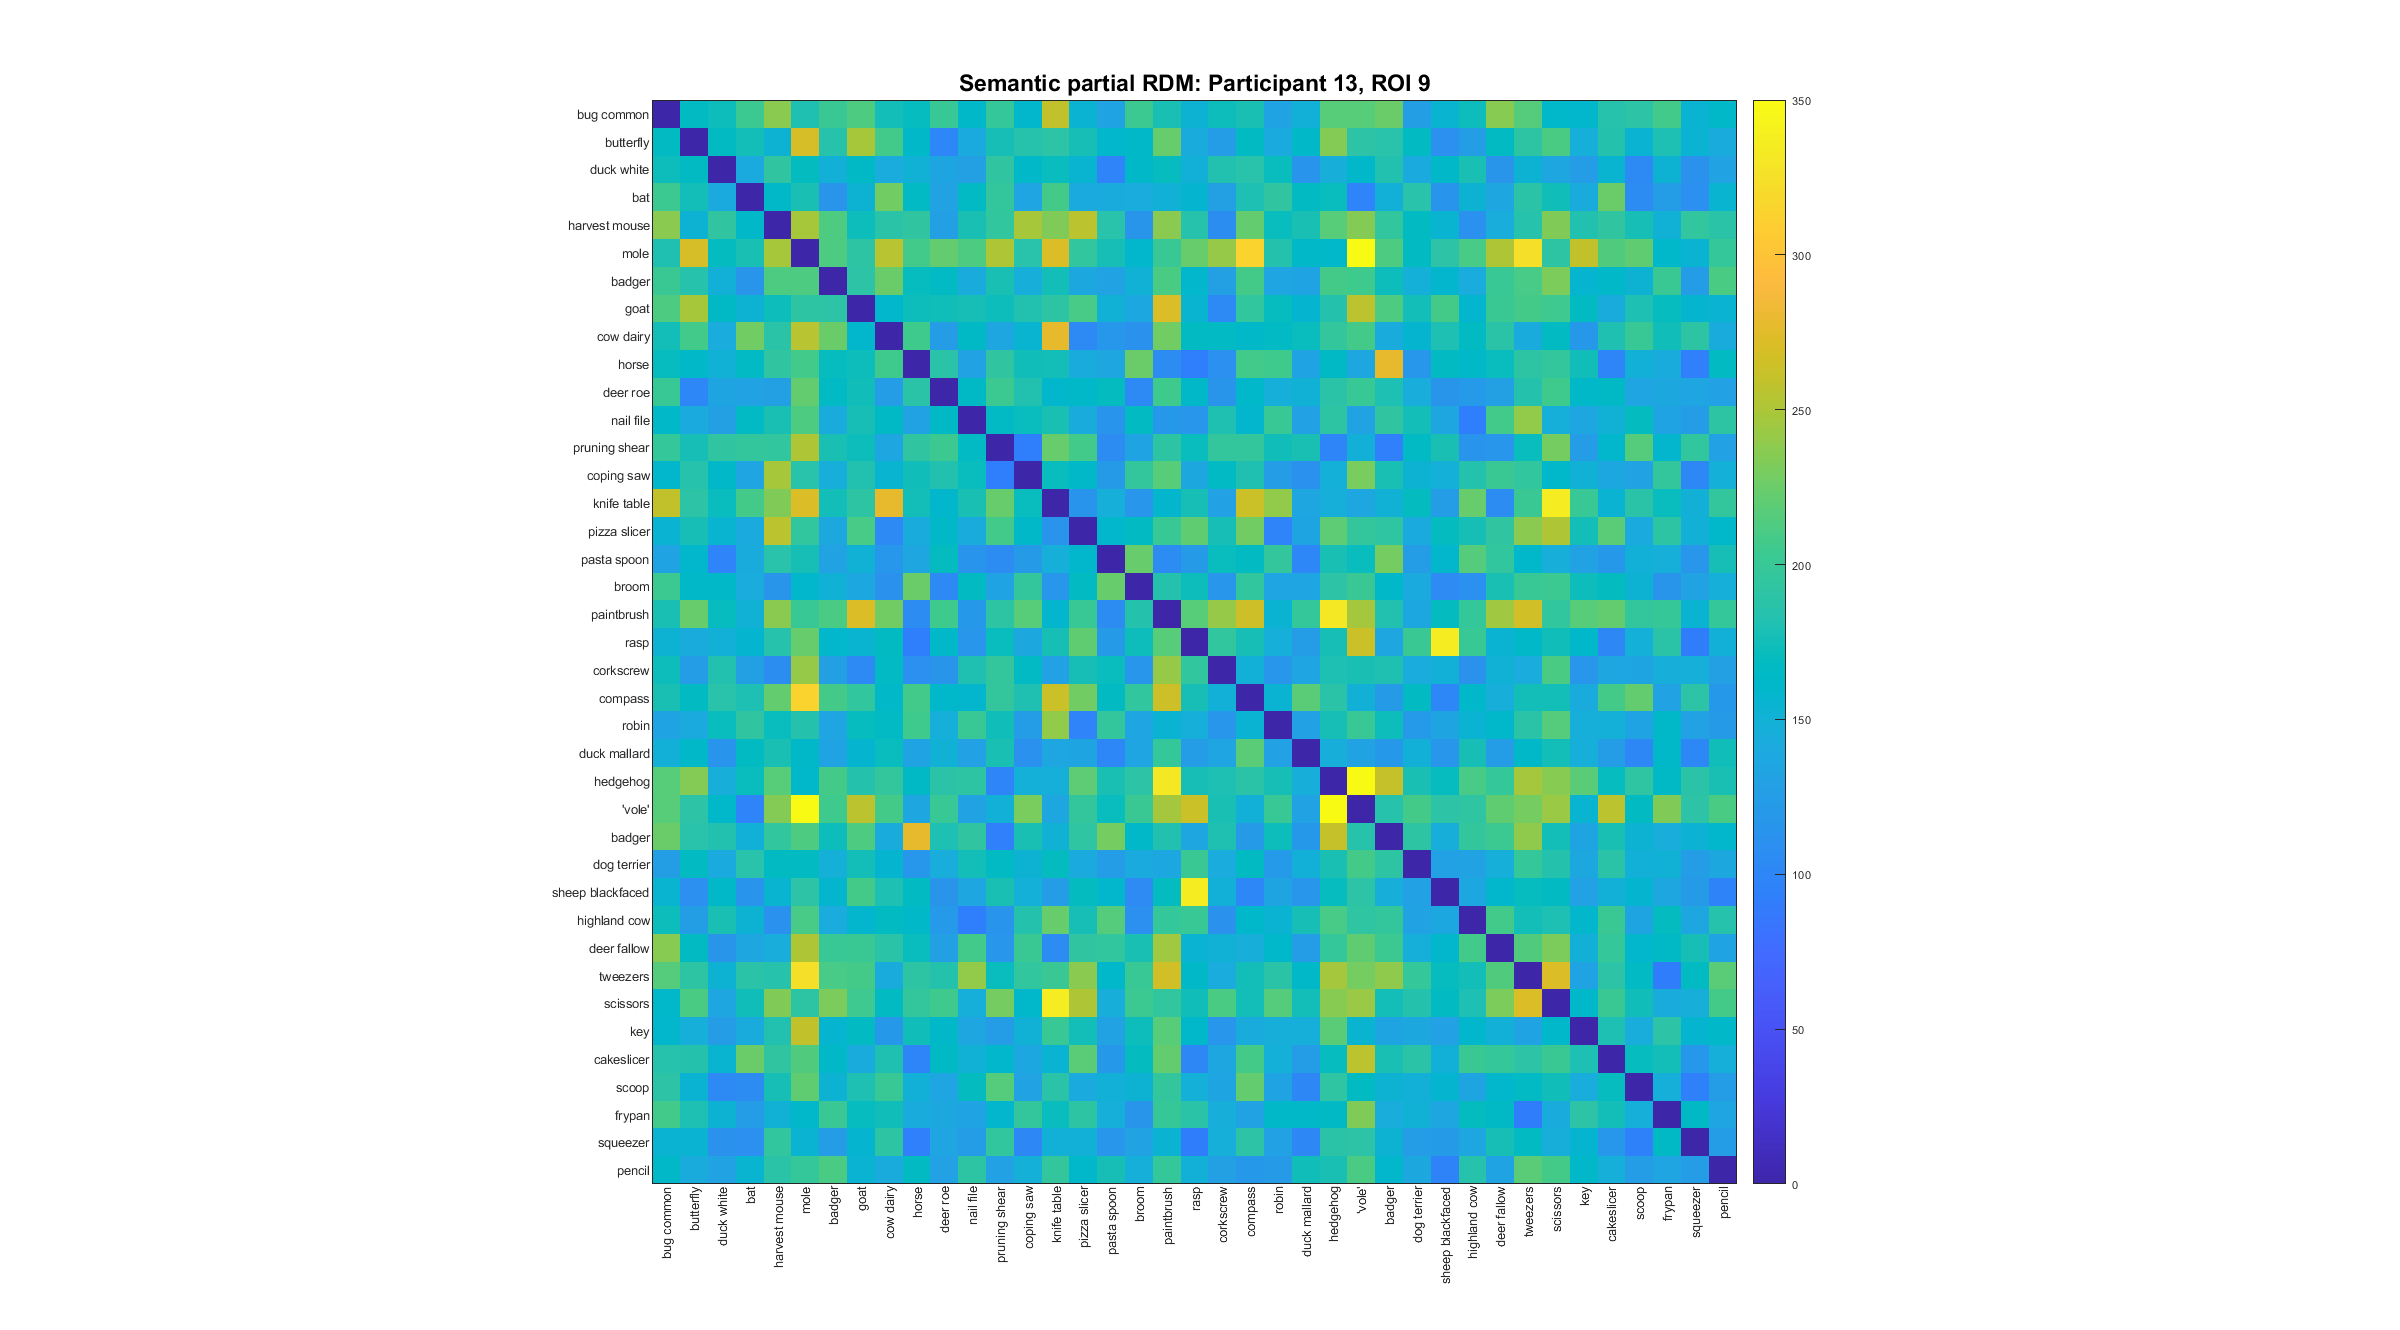 Semantic partial RDM: Participant 13, ROI 9
bug common
butterfly
duck white
bat
harvest mouse
mole
badger
goat
cow dairy
horse
deer roe
nail file
pruning shear
coping saw
knife table
pizza slicer
pasta spoon
broom
paintbrush
rasp
corkscrew
compass
robin
duck mallard
hedgehog
'vole'
badger
dog terrier
sheep blackfaced
highland cow
deer fallow
tweezers
scissors
key
cakeslicer
scoop
frypan
squeezer
pencil
bug common
butterfly
duck white
bat
harvest mouse
mole
badger
goat
cow dairy
horse
deer roe
nail file
pruning shear
coping saw
knife table
pizza slicer
pasta spoon
broom
paintbrush
rasp
corkscrew
compass
robin
duck mallard
hedgehog
'vole'
badger
dog terrier
sheep blackfaced
highland cow
deer fallow
tweezers
scissors
key
cakeslicer
scoop
frypan
squeezer
pencil
350
300
250
200
150
100
50
0